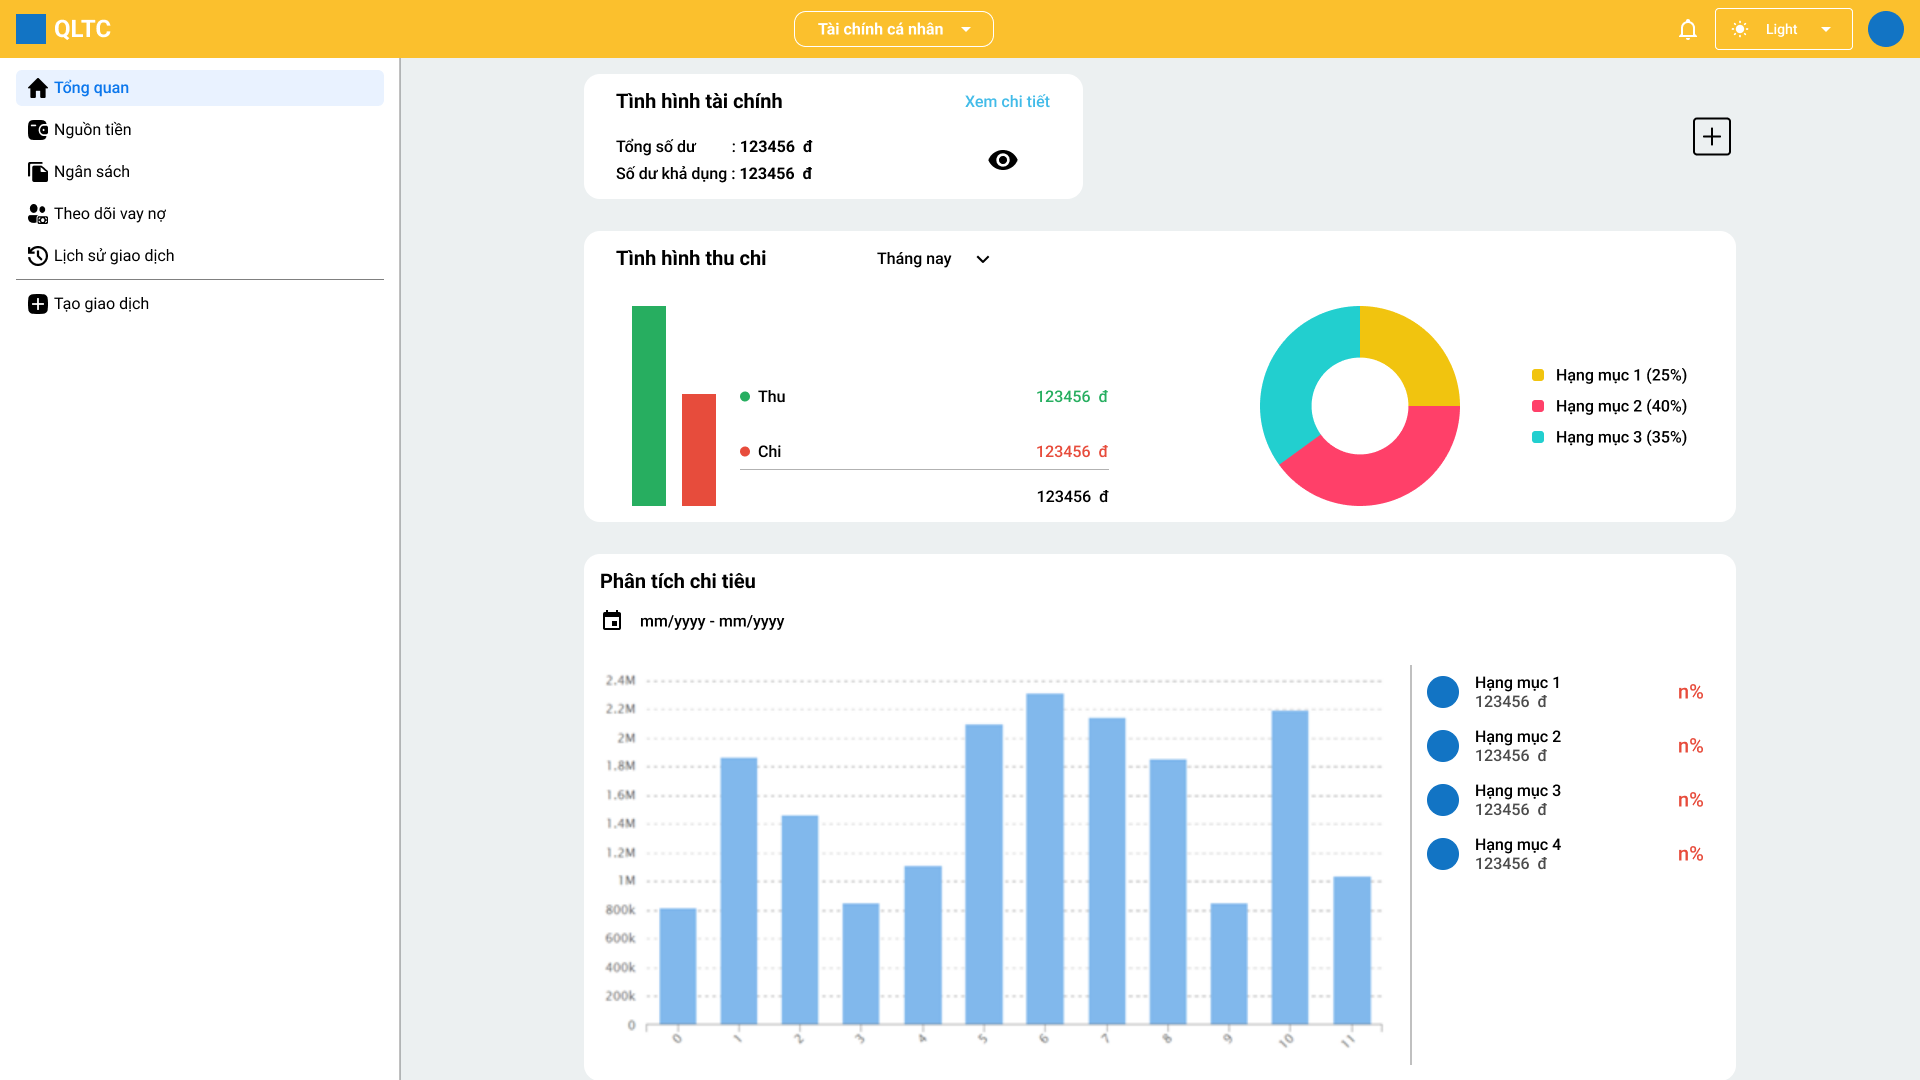 QLTC
Tài chính cá nhân
Light
Tổng quan
Nguồn tiền
Ngân sách
Theo dõi vay nợ
Lịch sử giao dịch
Tạo giao dịch
Tình hình tài chính
Xem chi tiết
Tổng số dư : 123456 đ
Số dư khả dụng : 123456 đ
Tình hình thu chi
Tháng nay
Thu 123456 đ
Chi 123456 đ
123456 đ
Hạng mục 1 (25%)
Hạng mục 2 (40%)
Hạng mục 3 (35%)
Phân tích chi tiêu
mm/yyyy - mm/yyyy
2.4M
2.2M
2M
1.8M
1.6M
1.4M
1.2M
1M
800k
600k
400k
200k
0
0 1 2 3 4 5 6 7 8 9 10 11
Hạng mục 1
123456 đ
n%
Hạng mục 2
123456 đ
n%
Hạng mục 3
123456 đ
n%
Hạng mục 4
123456 đ
n%